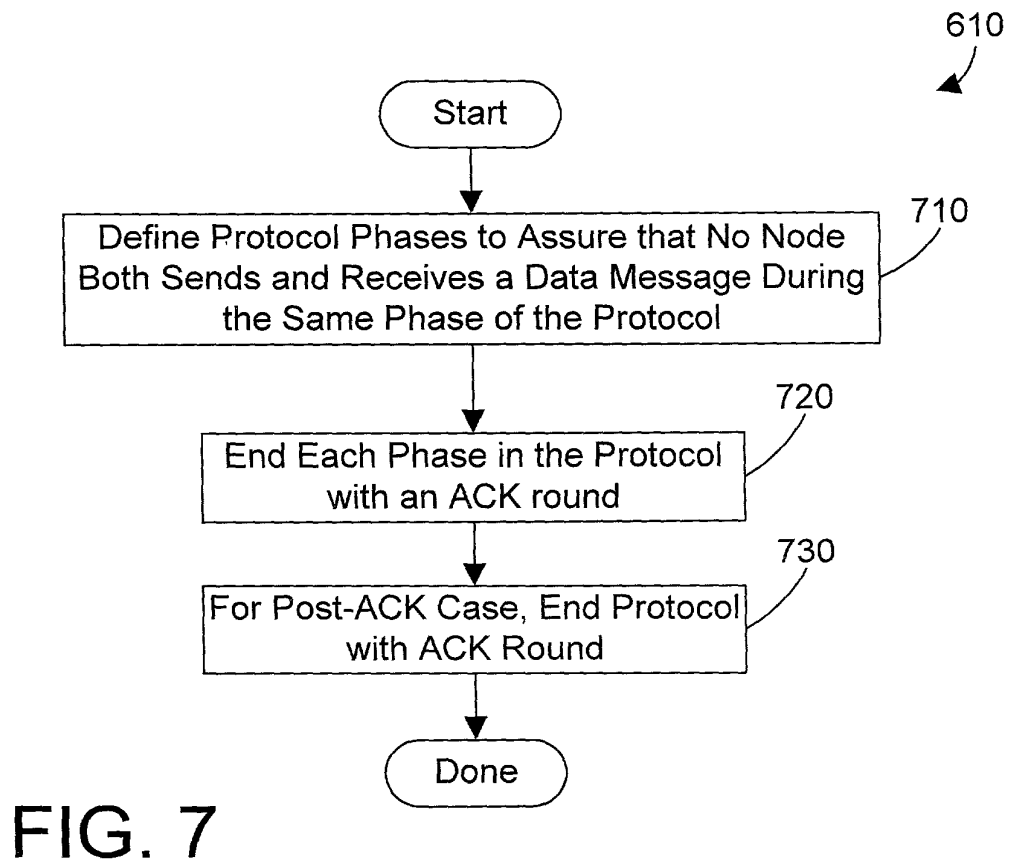 610
Start
710
Define Protocol Phases to Assure that No Node
Both Sends and Receives a Data Message During
the Same Phase of the Protocol
720
End Each Phase in the Protocol
with an ACK round
730
For Post-ACK Case, End Protocol
with ACK Round
Done
FIG. 7